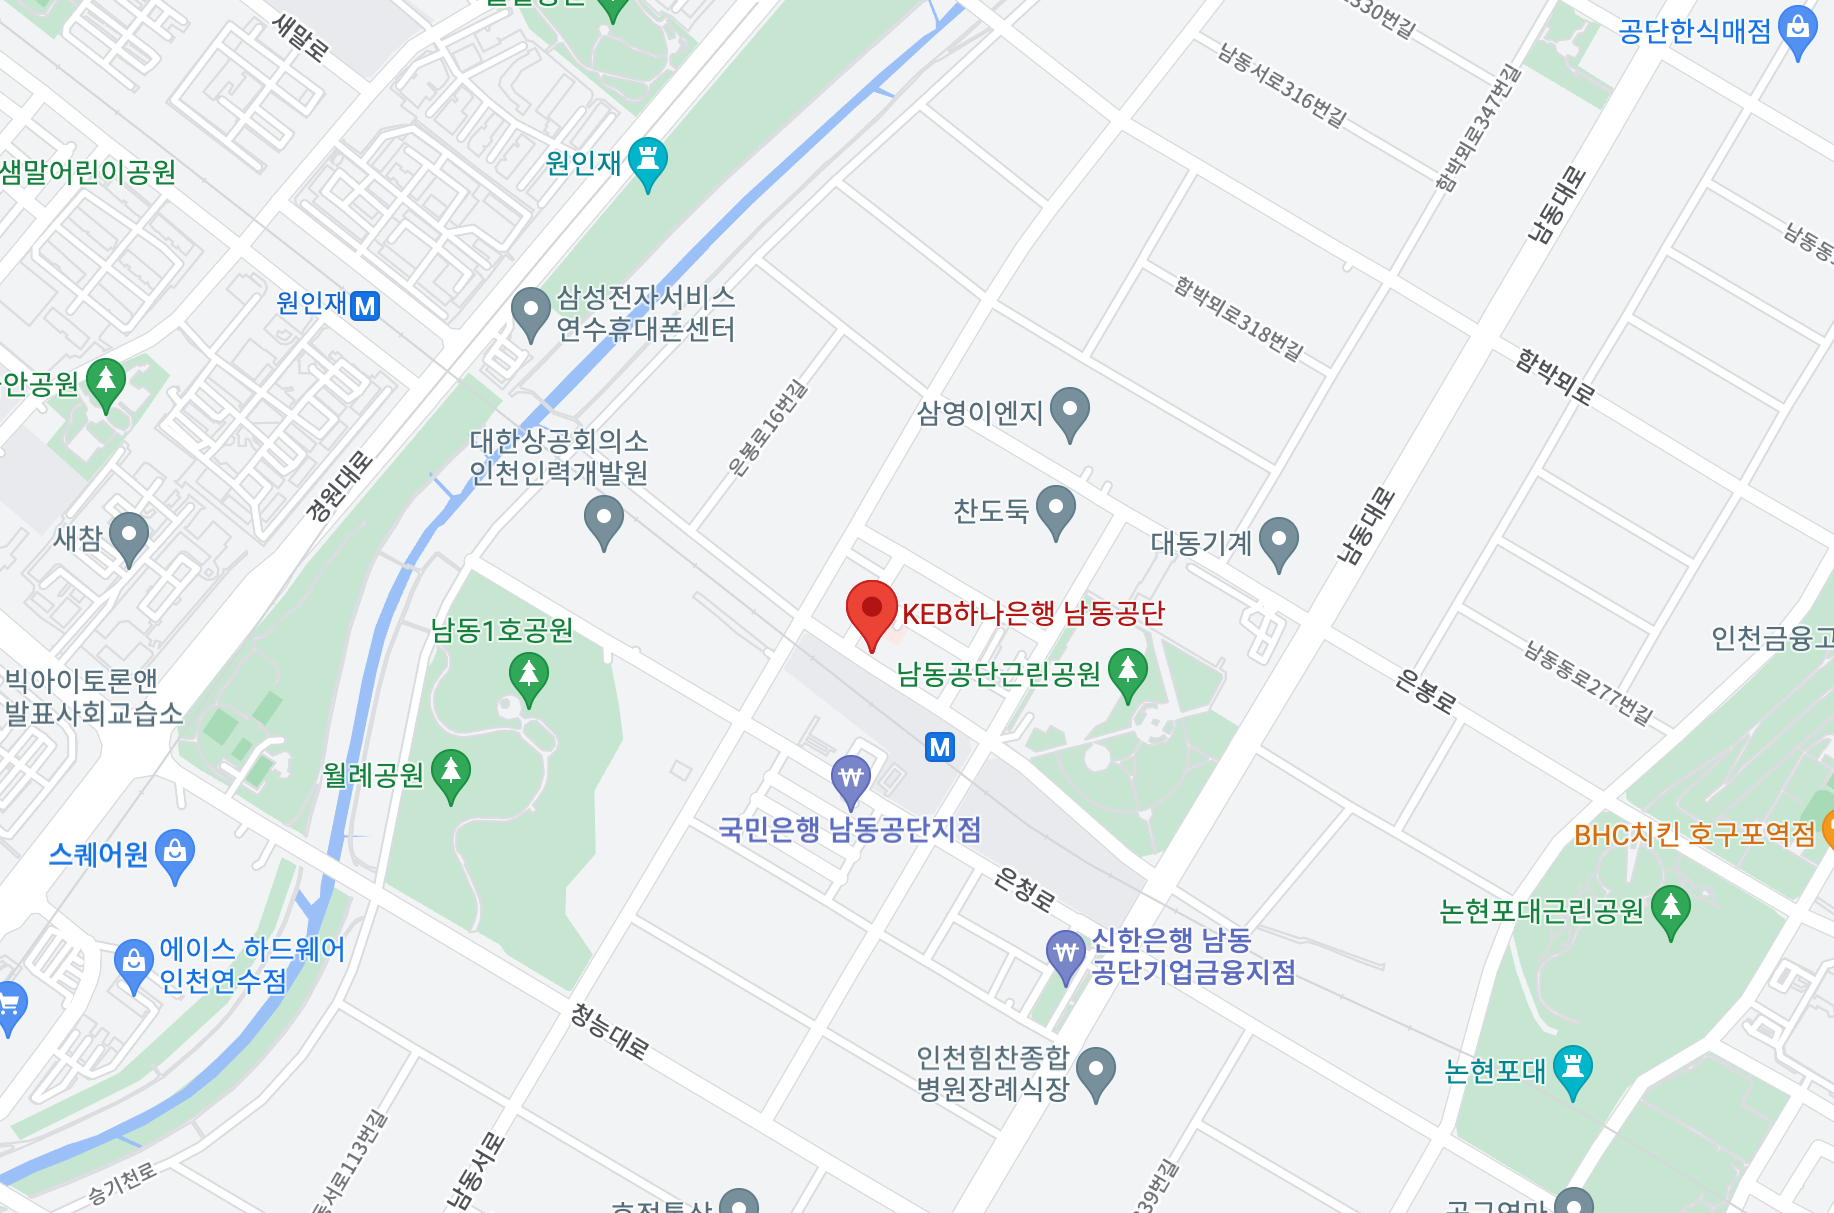 새말로
330번길
공단한식매점
남동서로316번길
함박뫼로347번길
원인재
샘말어린이공원
남동대로
원인재
M
삼성전자서비스
연수휴대폰센터
함박뫼로318번길
함박뫼로
안공원
은봉로16번길
삼영이엔지
대한상공회의소
인천인력개발원
경원대로
찬도둑
새참
대동기계
남동대로
KEB하나은행 남동공단
남동1호공원
인천금융고
남동공단근린공원
남동동로277번길
빅아이토론앤
발표사회교습소
은봉로
M
월례공원
국민은행 남동공단지점
BHC치킨 호구포역점
스퀘어원
은청로
논현포대근린공원
신한은행 남동
공단기업금융지점
에이스 하드웨어
인천연수점
청능대로
인천힘찬종합
병원장례식장
논현포대
서로113번길
남동서로
승기천로
39번길